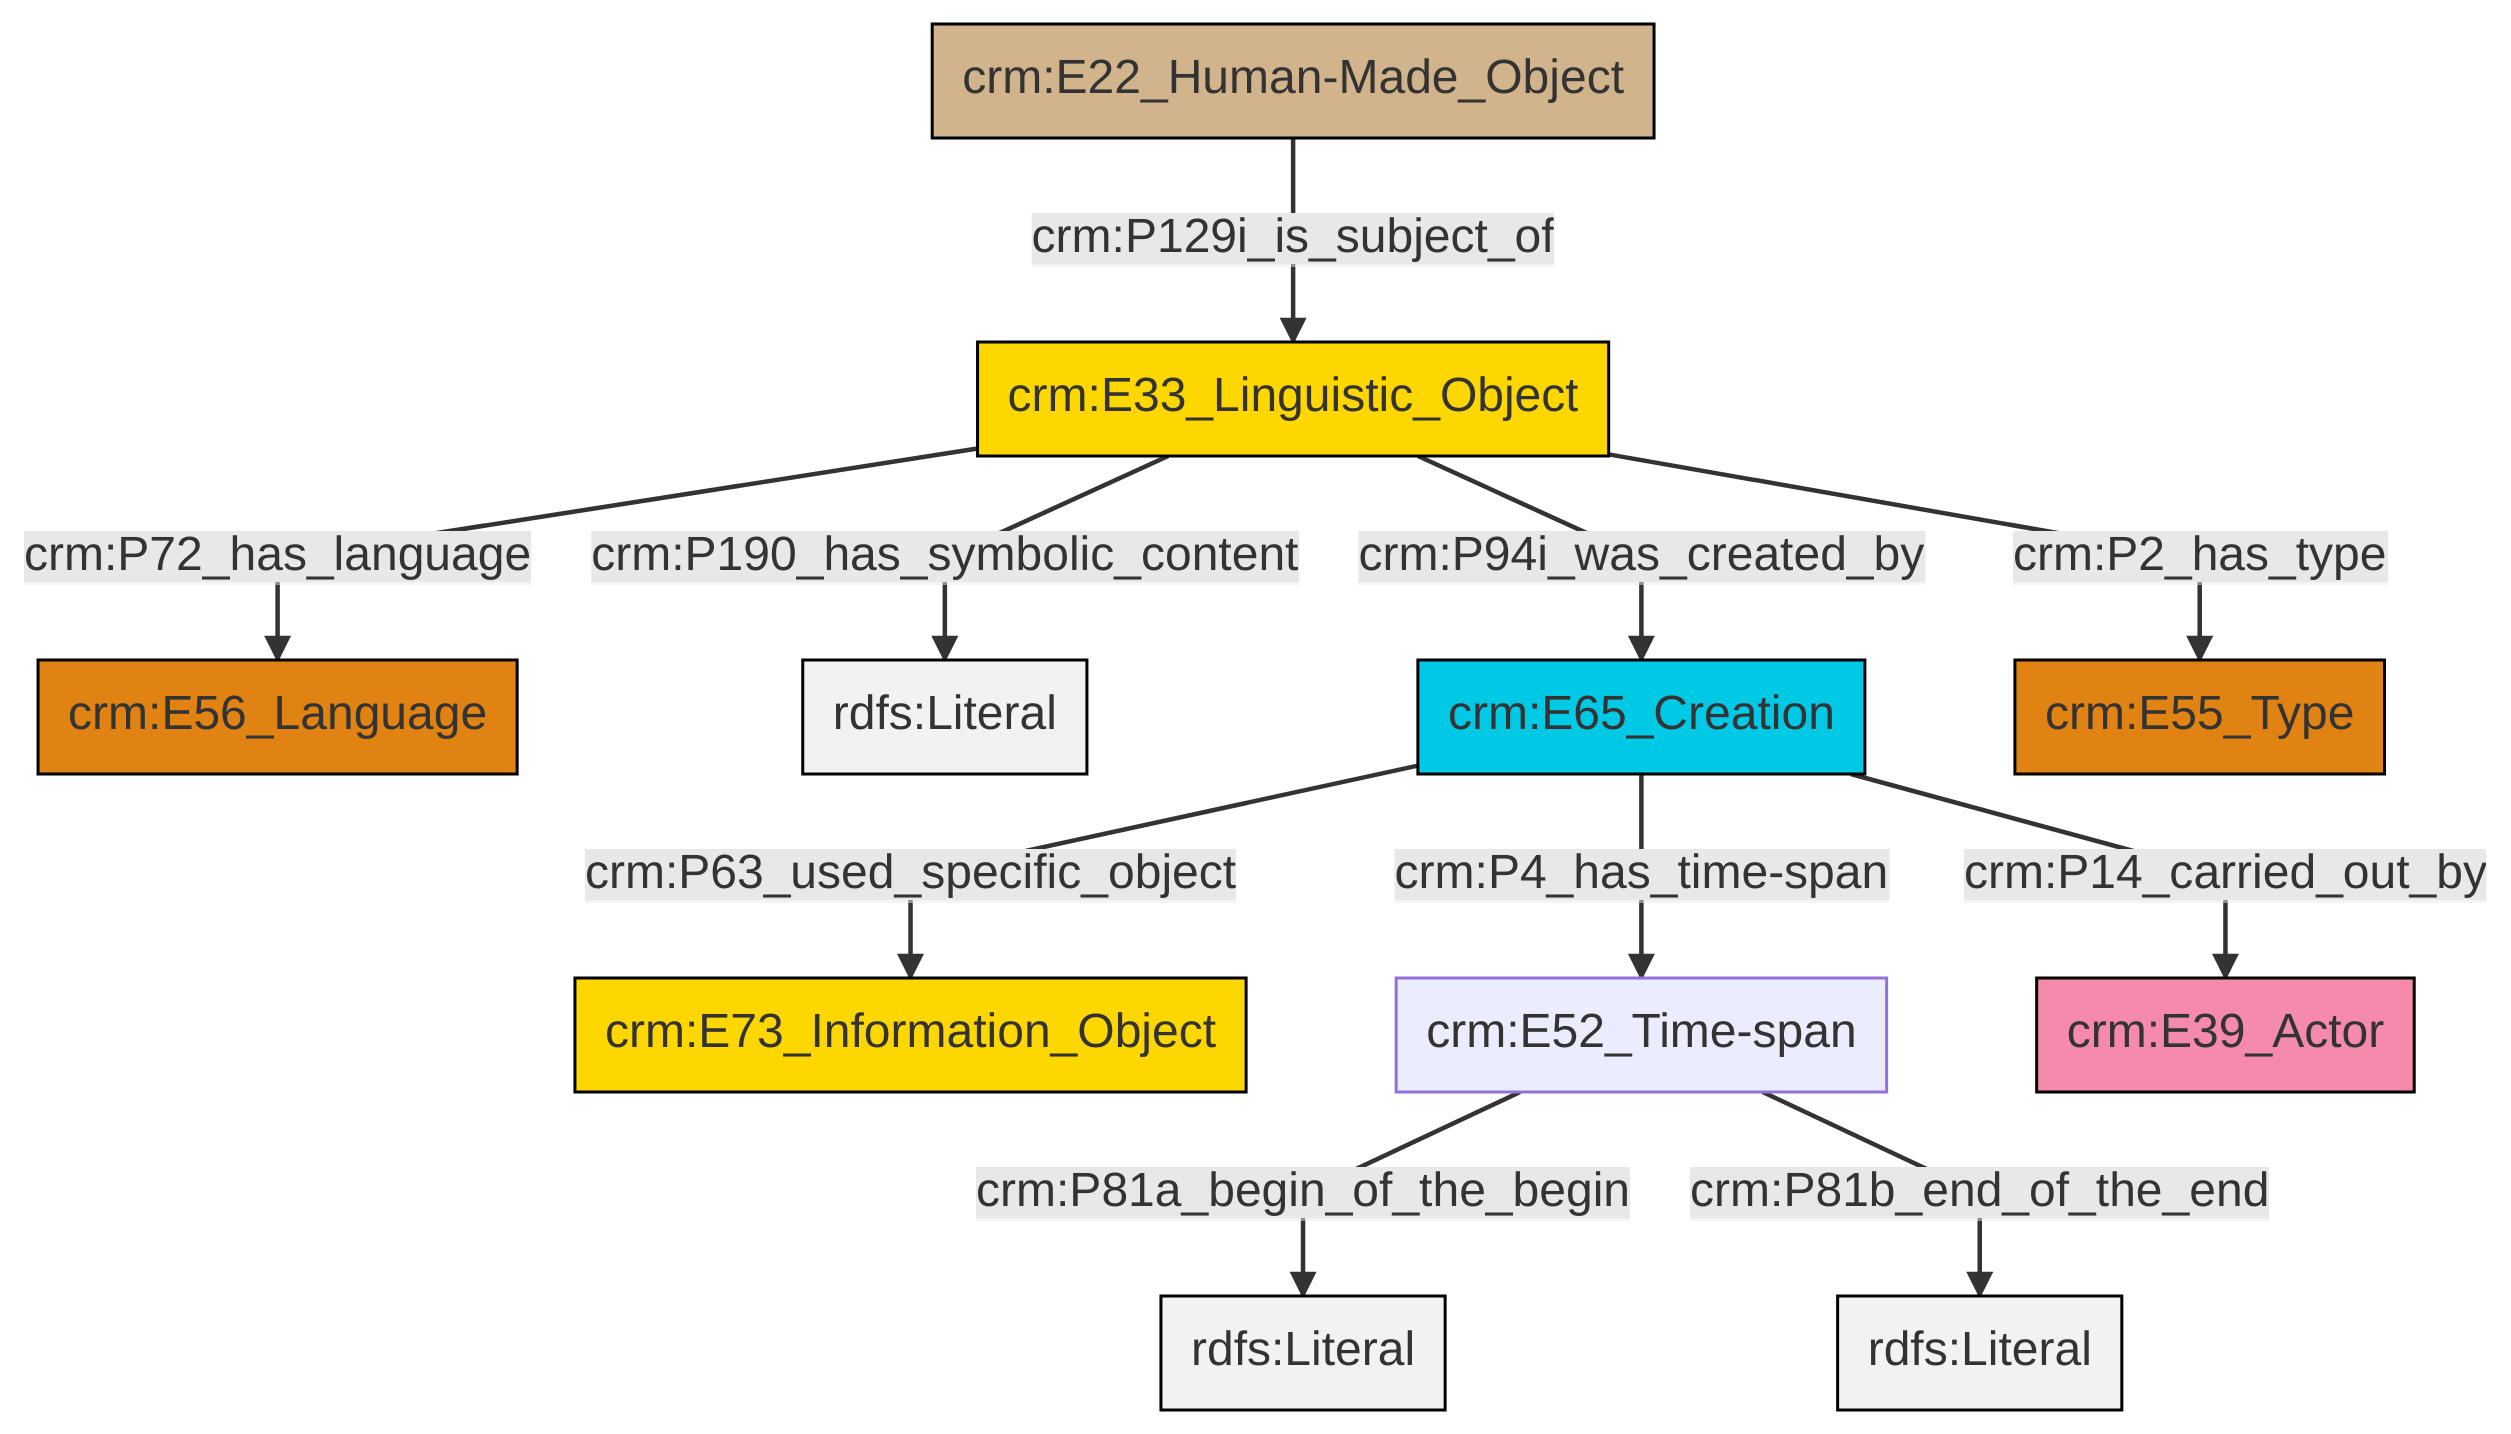 crm:E22_Human-Made_Object
crm:P129i_is_subject_of
crm:E33_Linguistic_Object
crm:P72_has_language
crm:P190_has_symbolic_content
crm:P94i_was_created_by
crm:P2_has_type
crm:E56_Language
rdfs:Literal
crm:E65_Creation
crm:E55_Type
crm:P63_used_specific_object
crm:P4_has_time-span
crm:P14_carried_out_by
crm:E73_Information_Object
crm:E52_Time-span
crm:E39_Actor
crm:P81a_begin_of_the_begin
crm:P81b_end_of_the_end
rdfs:Literal
rdfs:Literal